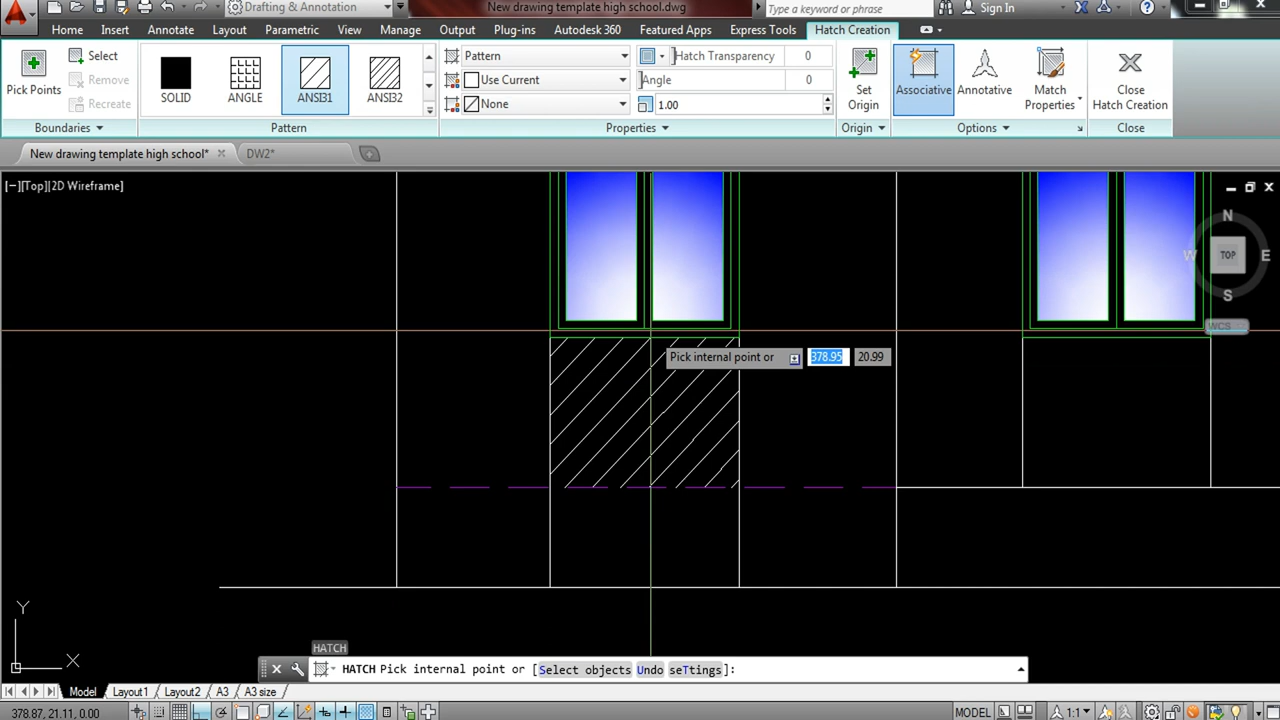 Drafting & Annotation
New drawing template high school.dwg
Type a keyword or phrase
Sign In
Home Insert Annotate Layout Parametric View Manage Output Plug-ins Autodesk 360 Featured Apps Express Tools Hatch Creation
Pick Points
Select
Remove
Recreate
Boundaries
SOLID
ANGLE
ANSI31
ANSI32
Pattern
Pattern
Use Current
None
Hatch Transparency 0
Angle 0
1.00
Properties
Set Origin
Origin
Associative
Annotative
Match Properties
Options
Close Hatch Creation
Close
New drawing template high school*
DW2*
[−][Top][2D Wireframe]
N
W
TOP
E
S
WCS
Pick internal point or
378.95
20.99
Y
X
HATCH
HATCH Pick internal point or [Select objects Undo seTtings]:
Model Layout1 Layout2 A3 A3 size
378.87, 21.11, 0.00
MODEL
1:1